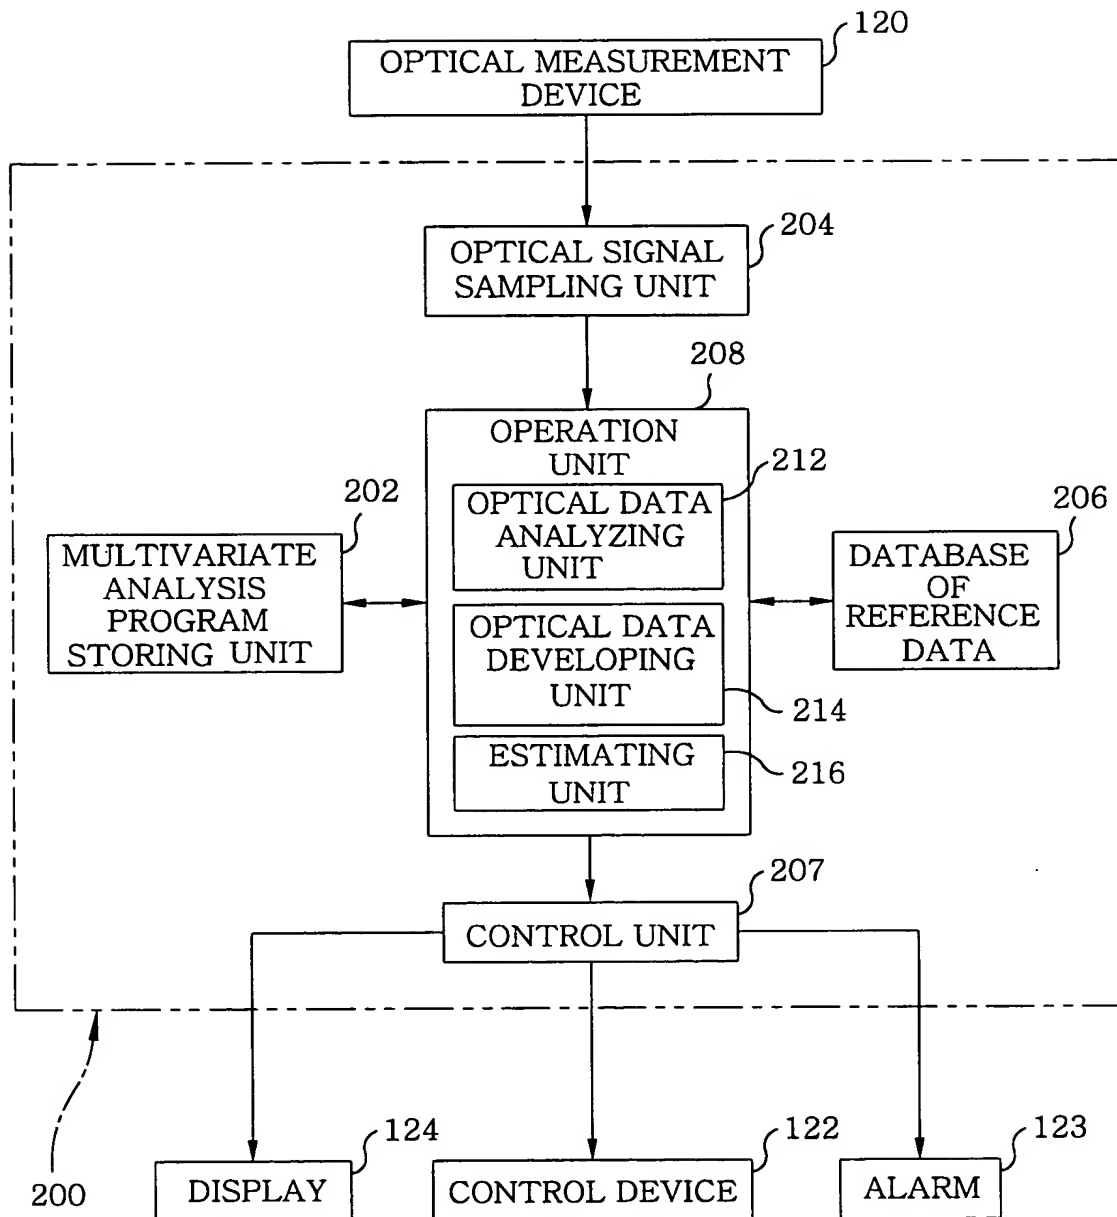 120
OPTICAL MEASUREMENT
DEVICE
204
OPTICAL SIGNAL
SAMPLING UNIT
208
OPERATION
UNIT
212
OPTICAL DATA
ANALYZING
UNIT
202
MULTIVARIATE
ANALYSIS
PROGRAM
STORING UNIT
206
DATABASE
OF
REFERENCE
DATA
OPTICAL DATA
DEVELOPING
UNIT
214
ESTIMATING
UNIT
216
207
CONTROL UNIT
200
124
DISPLAY
122
CONTROL DEVICE
123
ALARM